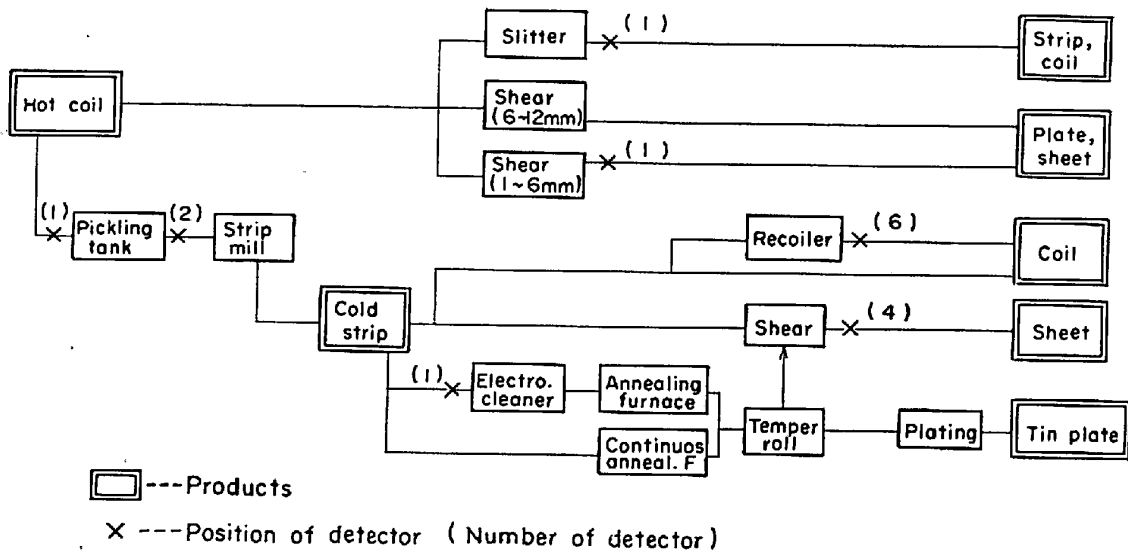 Slitter
(1)
Strip,
coil
Hot coil
Shear
(6~12mm)
Plate,
sheet
Shear
(1~6mm)
(1)
(1)
Pickling
tank
(2)
Strip
mill
Recoiler
(6)
Coil
Cold
strip
Shear
(4)
Sheet
(1)
Electro.
cleaner
Annealing
furnace
Continuos
anneal. F
Temper
roll
Plating
Tin plate
---Products
X ---Position of detector (Number of detector)